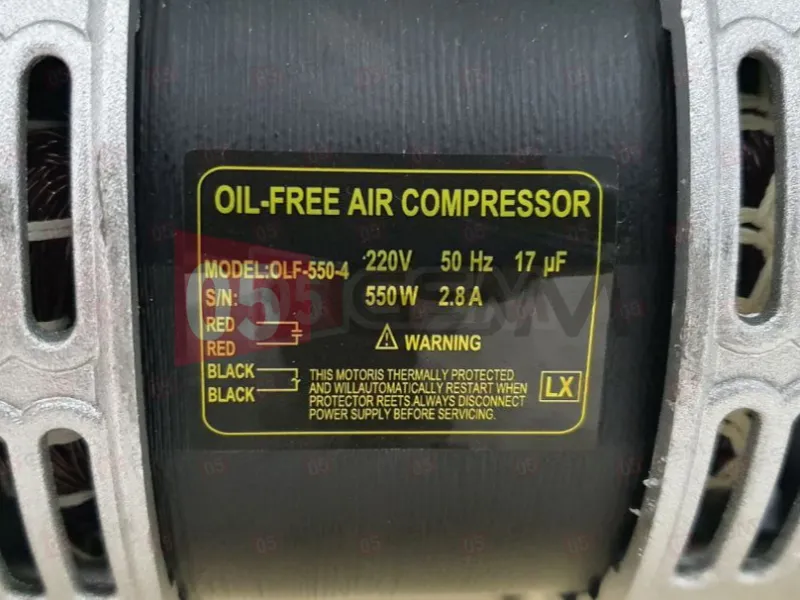 OIL-FREE AIR COMPRESSOR
MODEL:OLF-550-4 220V 50 Hz 17 µF
S/N: 550W 2.8A
RED
RED
WARNING
BLACK
BLACK
THIS MOTORIS THERMALLY PROTECTED
AND WILLAUTOMATICALLY RESTART WHEN
PROTECTOR REETS.ALWAYS DISCONNECT
POWER SUPPLY BEFORE SERVICING.
LX
055